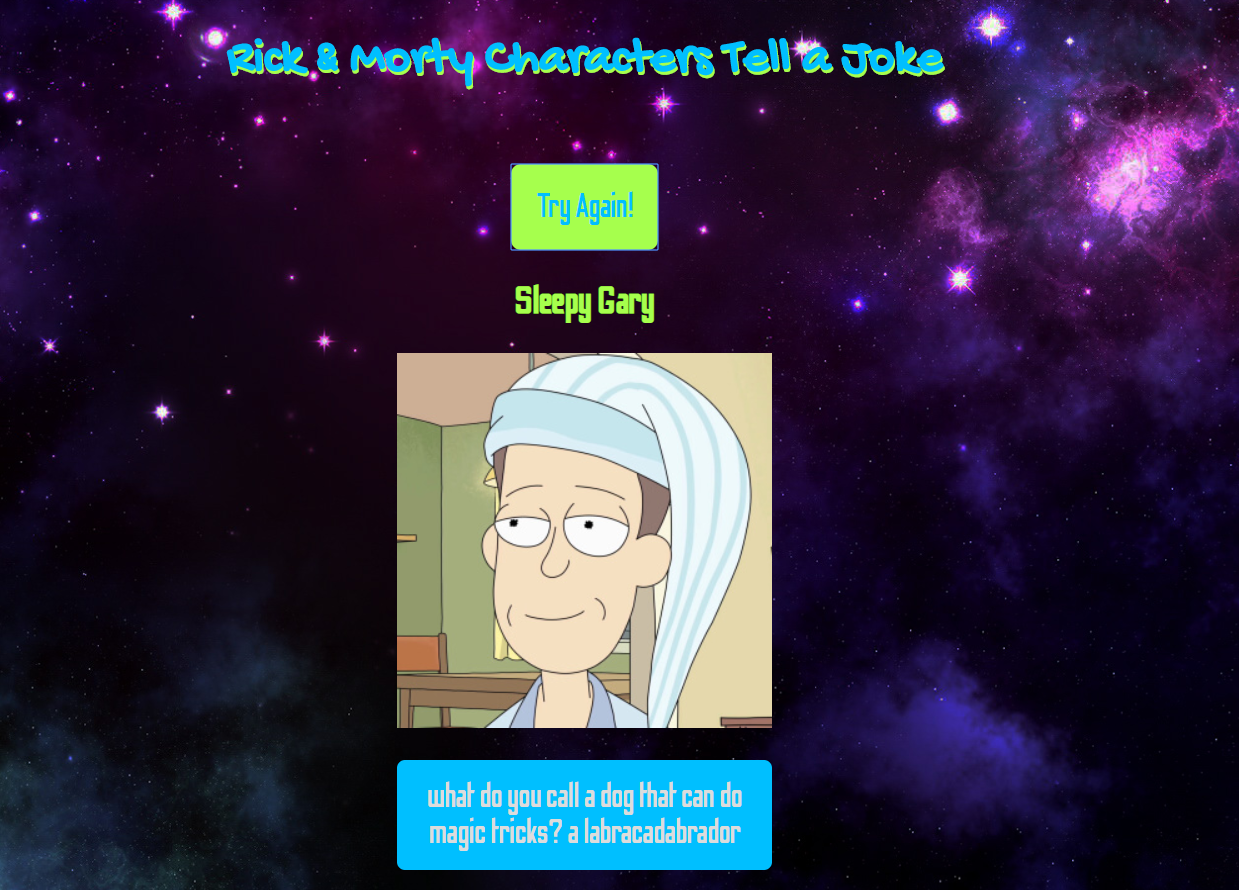 Rick & Morty Characters Tell a Joke
Try Again!
Sleepy Gary
what do you call a dog that can do
magic tricks? a labracadabrador